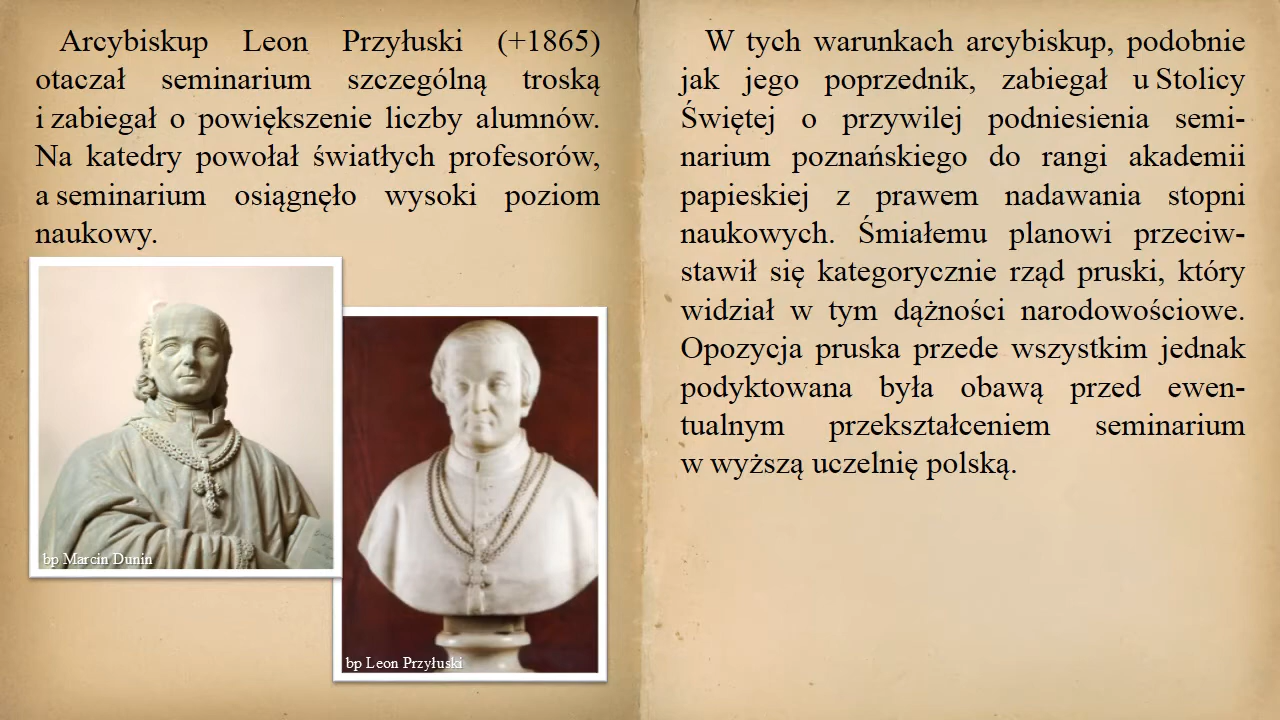 Arcybiskup Leon Przyłuski (+1865)
otaczał seminarium szczególną troską
i zabiegał o powiększenie liczby alumnów.
Na katedry powołał światłych profesorów,
a seminarium osiągnęło wysoki poziom
naukowy.
bp Marcin Dunin
bp Leon Przyłuski
W tych warunkach arcybiskup, podobnie
jak jego poprzednik, zabiegał u Stolicy
Świętej o przywilej podniesienia semi-
narium poznańskiego do rangi akademii
papieskiej z prawem nadawania stopni
naukowych. Śmiałemu planowi przeciw-
stawił się kategorycznie rząd pruski, który
widział w tym dążności narodowościowe.
Opozycja pruska przede wszystkim jednak
podyktowana była obawą przed ewen-
tualnym przekształceniem seminarium
w wyższą uczelnię polską.